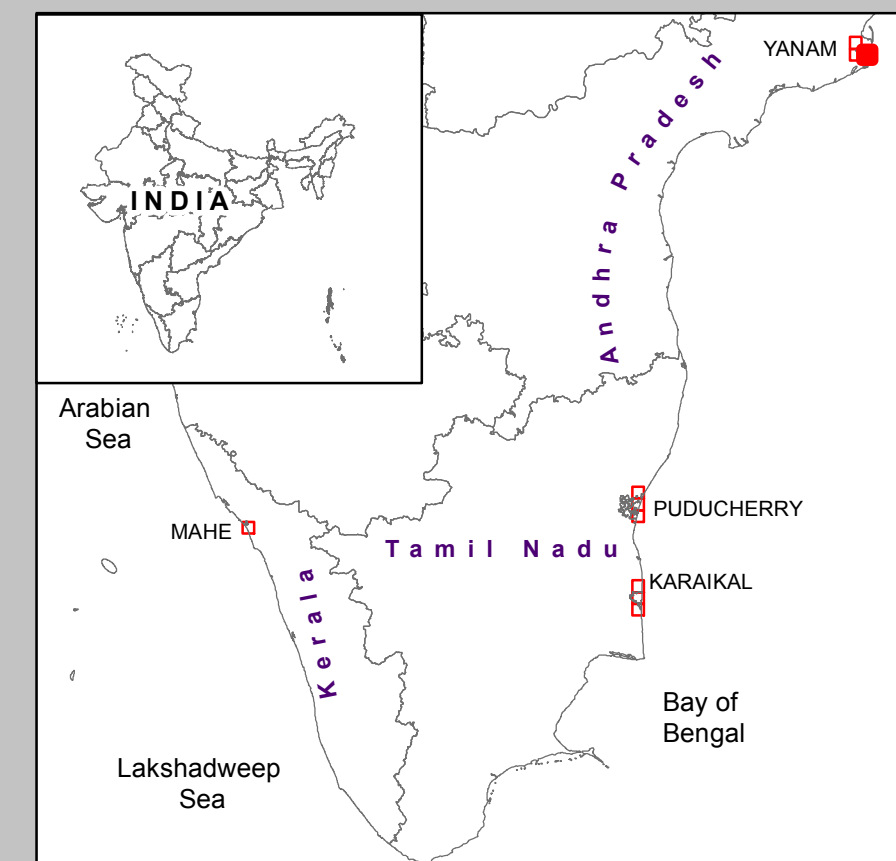 YANAM
Andhra Pradesh
INDIA
Arabian
Sea
PUDUCHERRY
MAHE
Tamil Nadu
KARAIKAL
Kerala
Bay of
Bengal
Lakshadweep
Sea